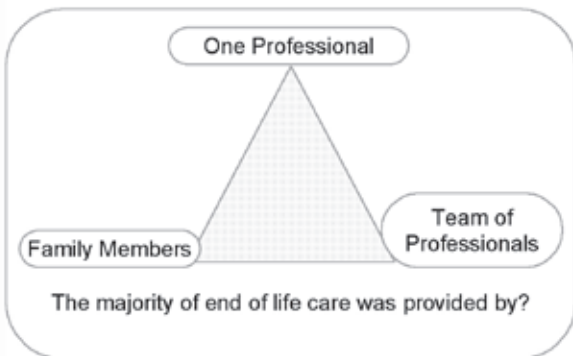 One Professional
Family Members
Team of
Professionals
The majority of end of life care was provided by?